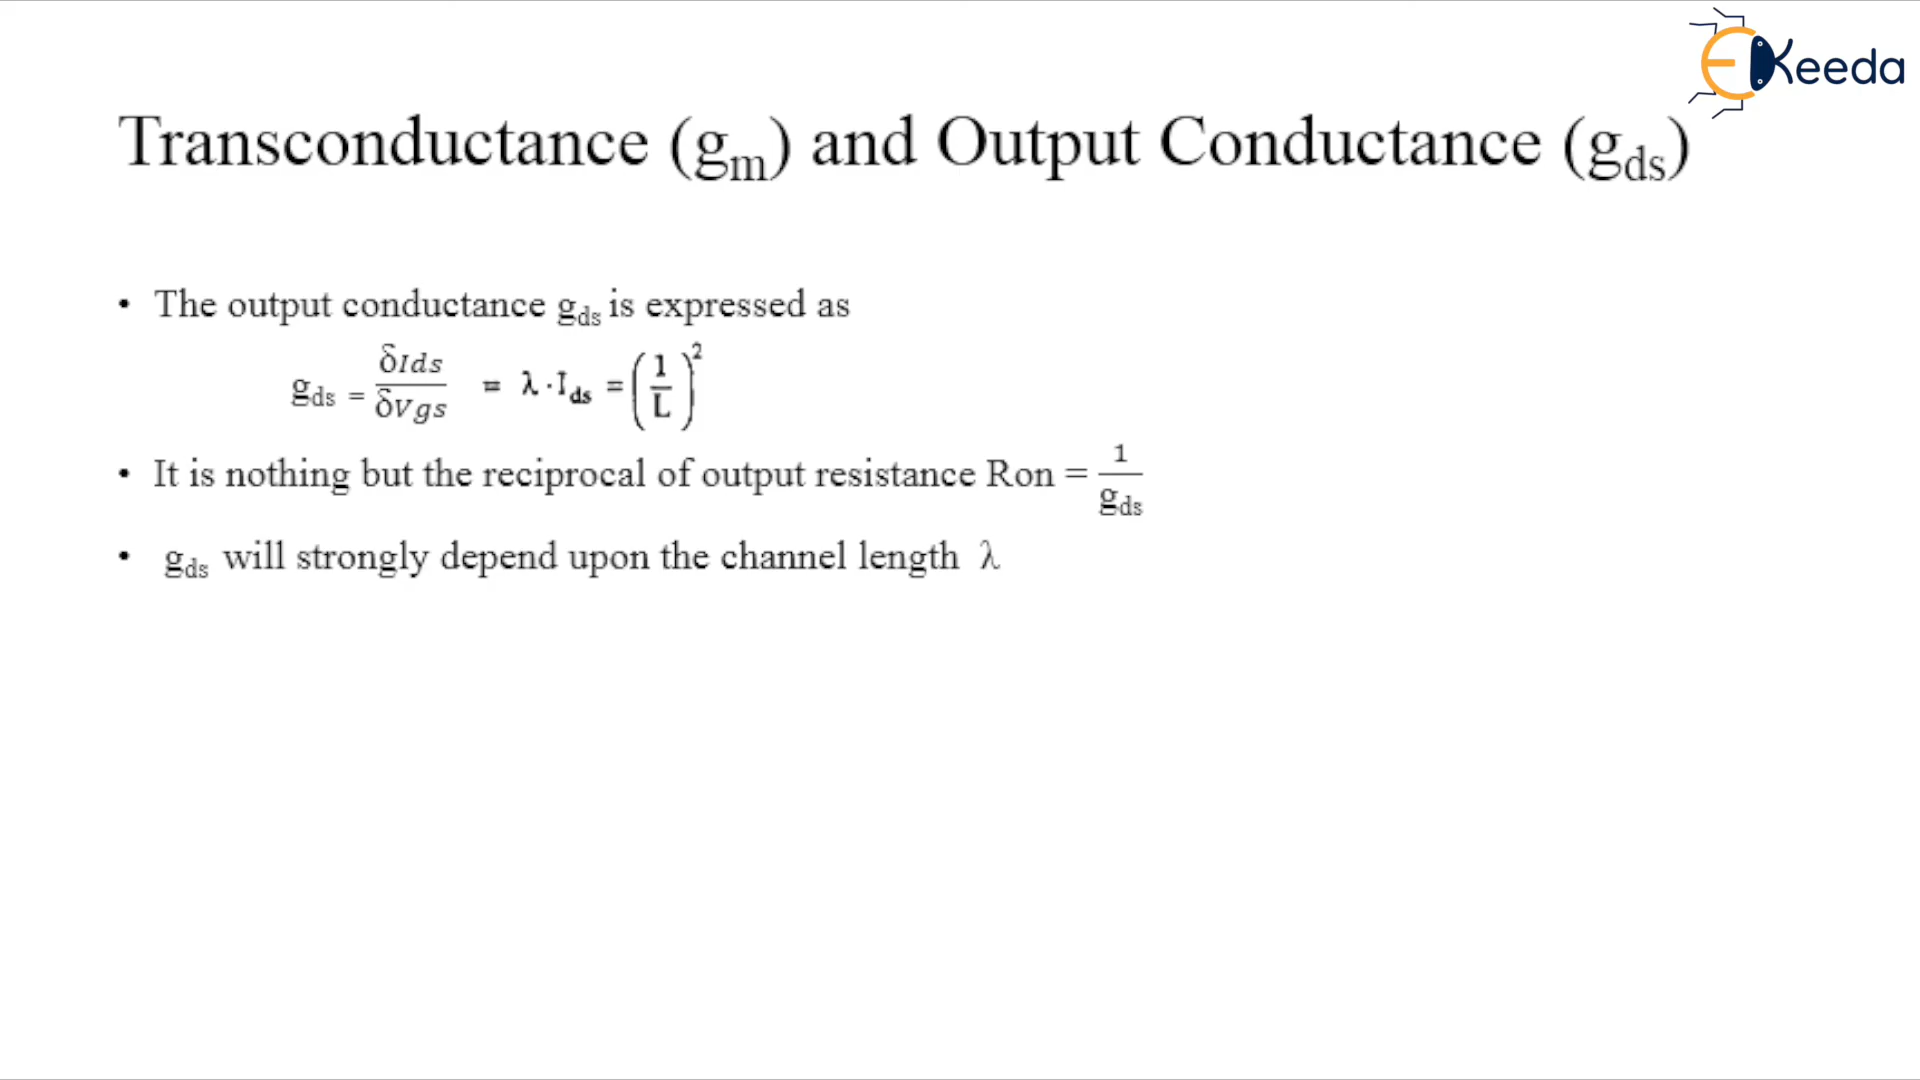 EKeeda
Transconductance (gm) and Output Conductance (gds)
• The output conductance gds is expressed as
gds = δIds/δVgs = λ · Ids = (1/L)²
• It is nothing but the reciprocal of output resistance Ron = 1/gds
• gds will strongly depend upon the channel length λ